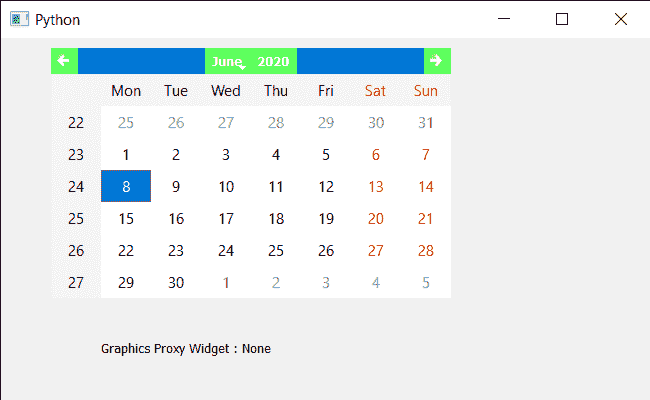 Python
June 2020
Mon Tue Wed Thu Fri Sat Sun
22 25 26 27 28 29 30 31
23 1 2 3 4 5 6 7
24 8 9 10 11 12 13 14
25 15 16 17 18 19 20 21
26 22 23 24 25 26 27 28
27 29 30 1 2 3 4 5
Graphics Proxy Widget : None